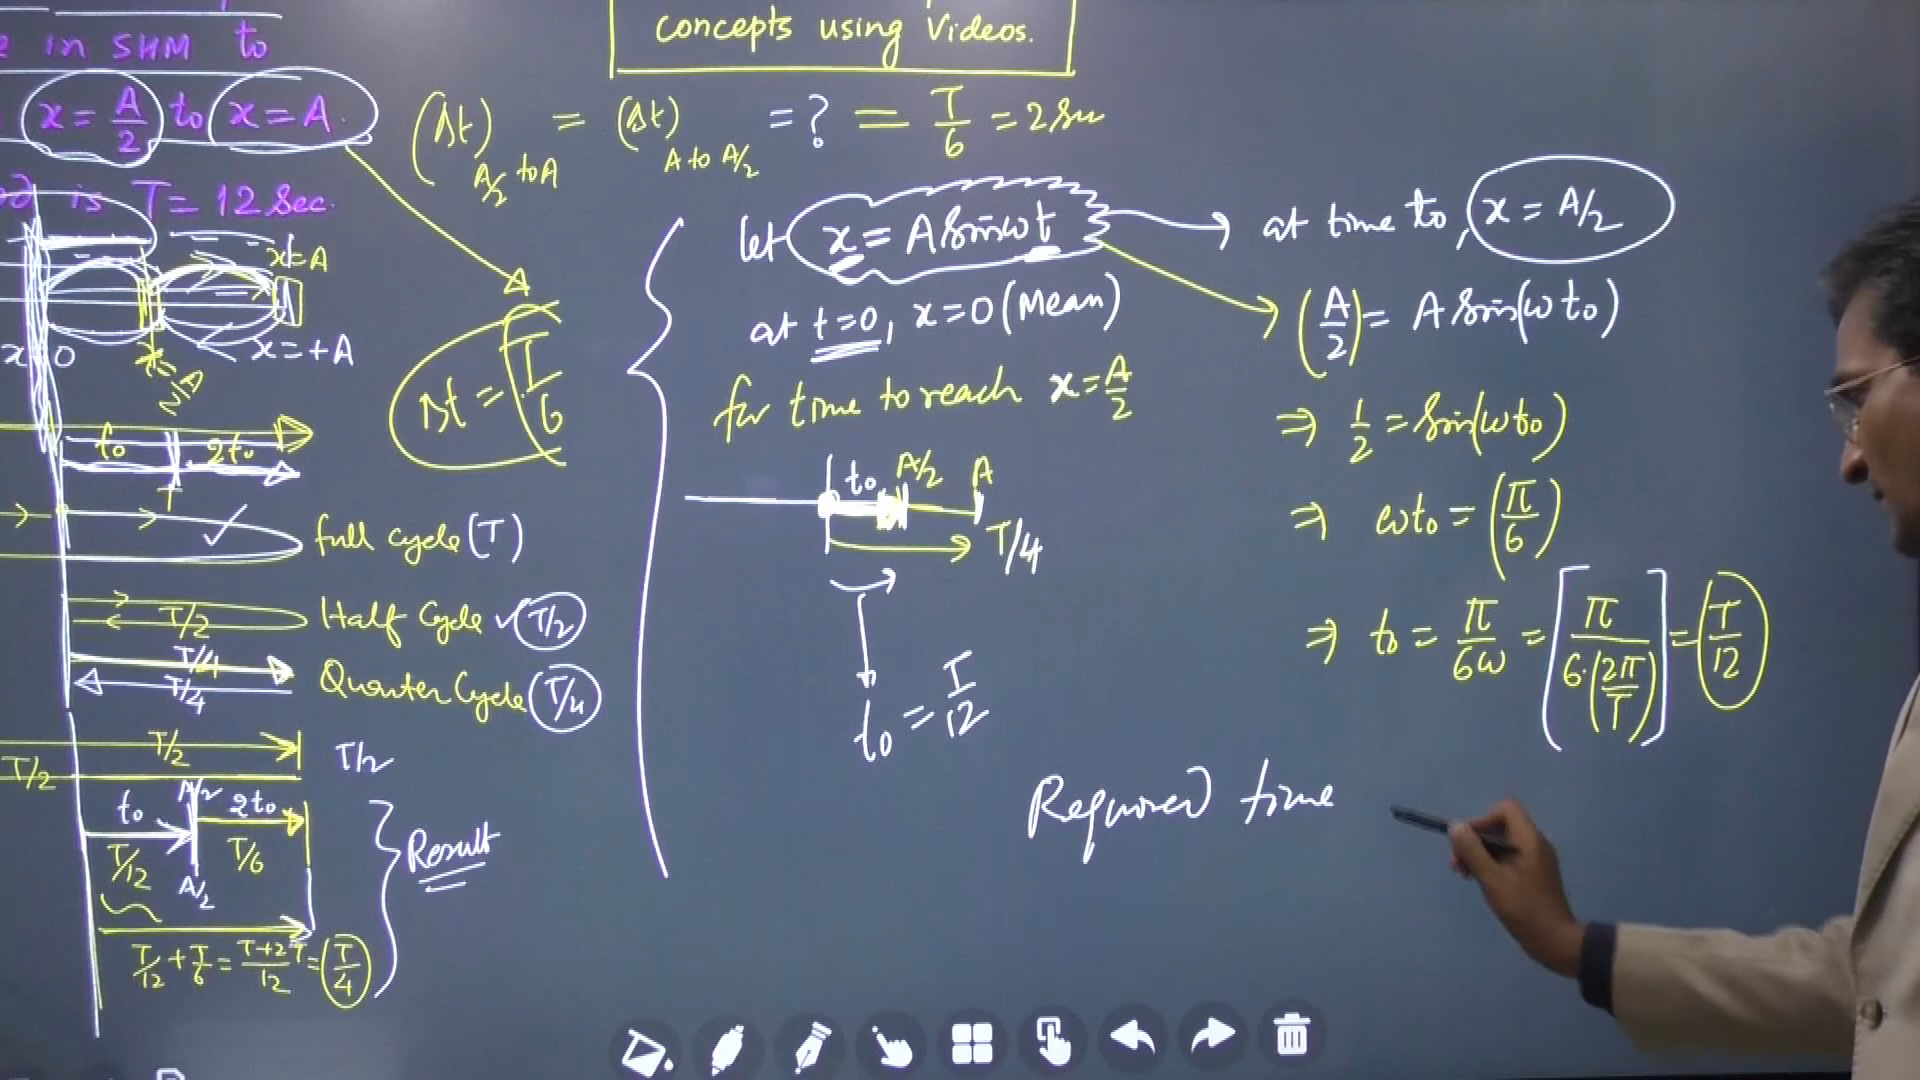 concepts using Videos.
in SHM to
x = A/2 to x = A.
is T = 12 Sec.
(Δt) A/2 to A = (Δt) A to A/2 = ? = T/6 = 2 Sec
x=A
x=0
x=A/2
x=+A
Δt = T/6
t0 2t0
T
full cycle (T)
T/2 Half Cycle ✓ T/2
T/4
T/4 Quarter Cycle T/4
T/2 T/2
T/2
t0 A/2 2t0
T/12 A/2 T/6
Result
T/12 + T/6 = T+2T/12 = T/4
let x = A sin ωt
at t=0, x=0 (Mean)
for time to reach x = A/2
t0 A/2 A
T/4
t0 = T/12
at time t0, x = A/2
(A/2) = A sin(ωt0)
⇒ 1/2 = sin(ωt0)
⇒ ωt0 = (π/6)
⇒ t0 = π/6ω = [π/6·(2π/T)] = T/12
Required time